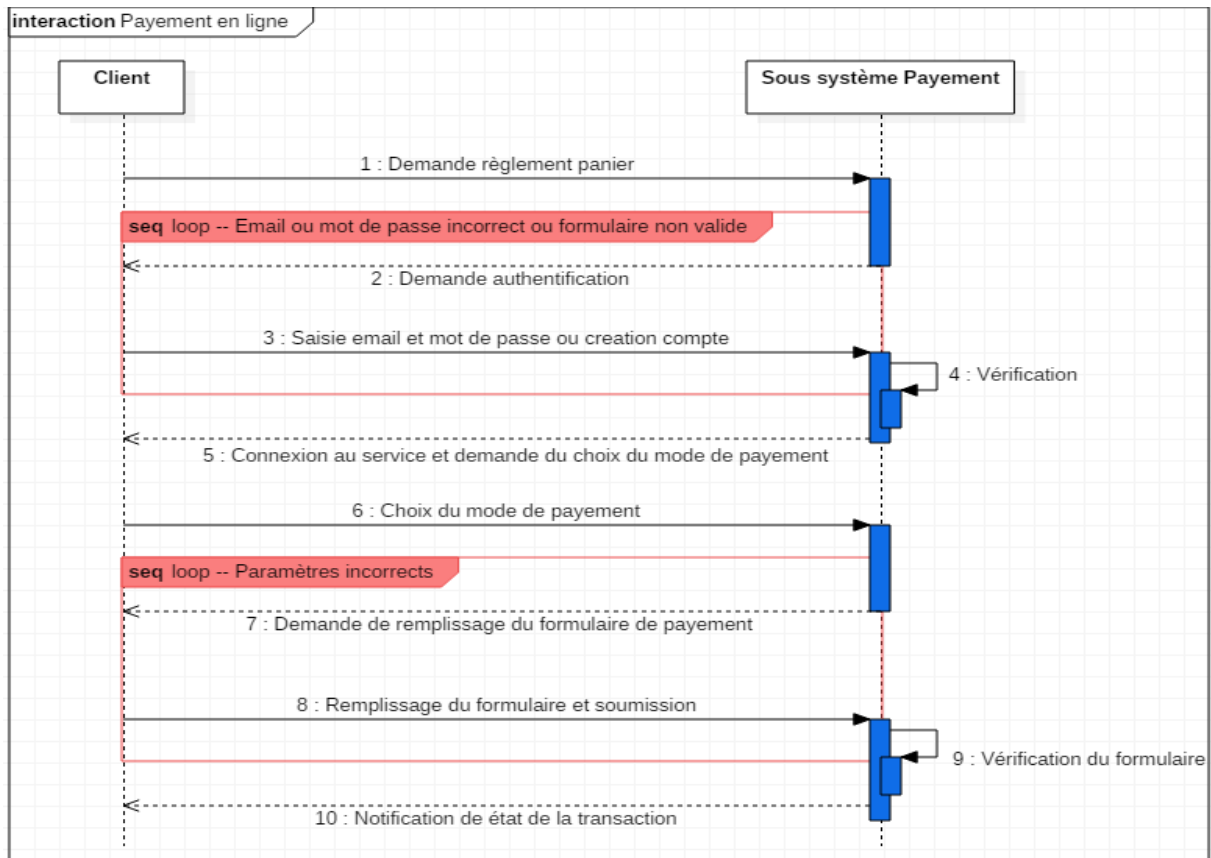 interaction Payement en ligne
Client
Sous système Payement
1 : Demande règlement panier
seq loop -- Email ou mot de passe incorrect ou formulaire non valide
2 : Demande authentification
3 : Saisie email et mot de passe ou creation compte
4 : Vérification
5 : Connexion au service et demande du choix du mode de payement
6 : Choix du mode de payement
seq loop -- Paramètres incorrects
7 : Demande de remplissage du formulaire de payement
8 : Remplissage du formulaire et soumission
9 : Vérification du formulaire
10 : Notification de état de la transaction